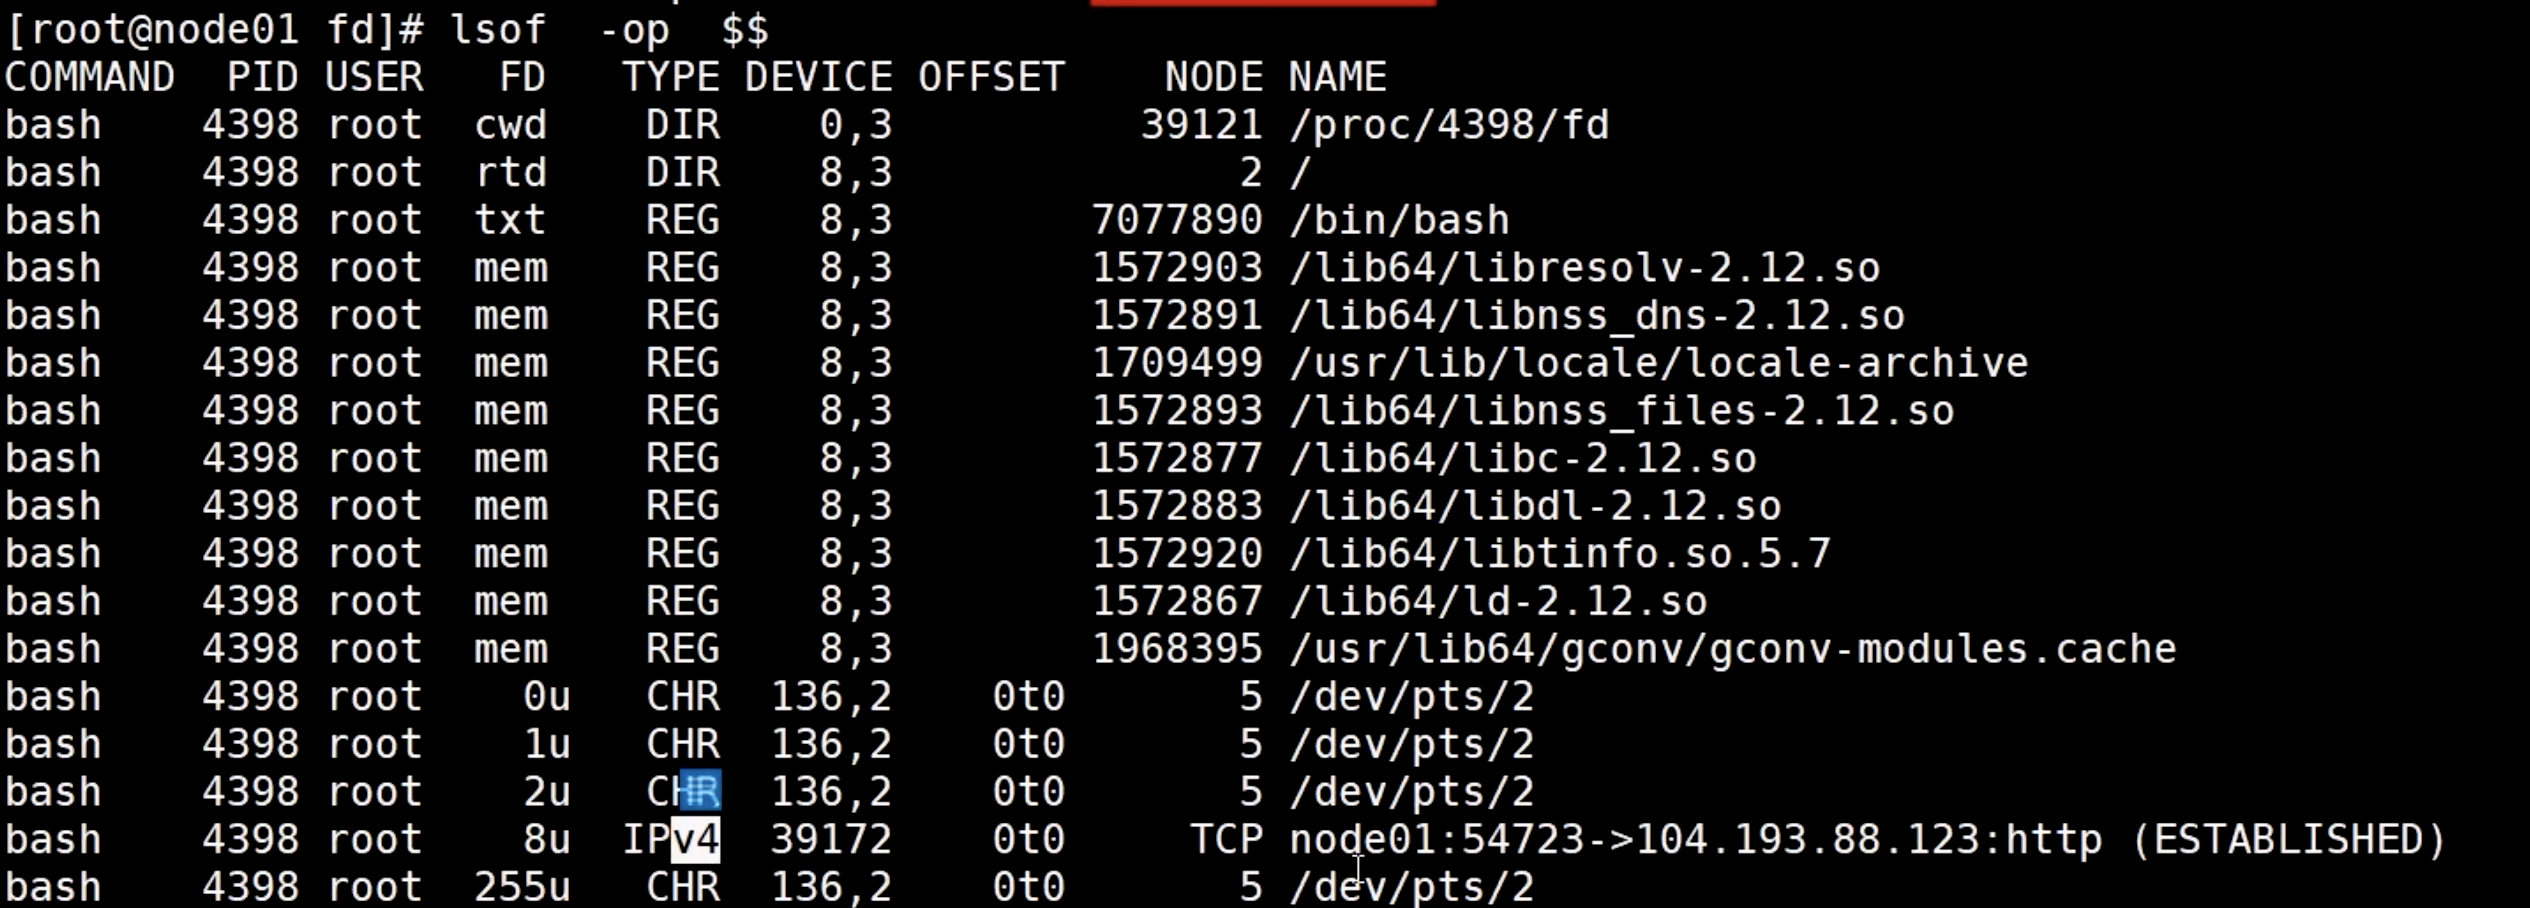 [root@node01 fd]# lsof  -op  $$
COMMAND  PID USER   FD   TYPE DEVICE OFFSET    NODE NAME
bash    4398 root  cwd    DIR    0,3          39121 /proc/4398/fd
bash    4398 root  rtd    DIR    8,3              2 /
bash    4398 root  txt    REG    8,3        7077890 /bin/bash
bash    4398 root  mem    REG    8,3        1572903 /lib64/libresolv-2.12.so
bash    4398 root  mem    REG    8,3        1572891 /lib64/libnss_dns-2.12.so
bash    4398 root  mem    REG    8,3        1709499 /usr/lib/locale/locale-archive
bash    4398 root  mem    REG    8,3        1572893 /lib64/libnss_files-2.12.so
bash    4398 root  mem    REG    8,3        1572877 /lib64/libc-2.12.so
bash    4398 root  mem    REG    8,3        1572883 /lib64/libdl-2.12.so
bash    4398 root  mem    REG    8,3        1572920 /lib64/libtinfo.so.5.7
bash    4398 root  mem    REG    8,3        1572867 /lib64/ld-2.12.so
bash    4398 root  mem    REG    8,3        1968395 /usr/lib64/gconv/gconv-modules.cache
bash    4398 root    0u   CHR  136,2    0t0       5 /dev/pts/2
bash    4398 root    1u   CHR  136,2    0t0       5 /dev/pts/2
bash    4398 root    2u   CHR  136,2    0t0       5 /dev/pts/2
bash    4398 root    8u  IPv4  39172    0t0     TCP node01:54723->104.193.88.123:http (ESTABLISHED)
bash    4398 root  255u   CHR  136,2    0t0       5 /dev/pts/2